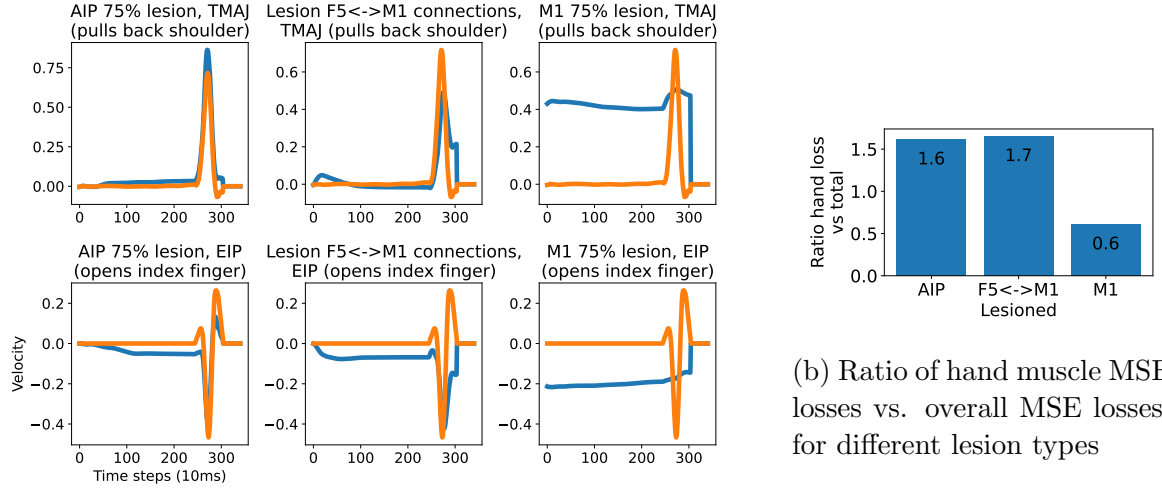 AIP 75% lesion, TMAJ
(pulls back shoulder)
Lesion F5<->M1 connections,
TMAJ (pulls back shoulder)
M1 75% lesion, TMAJ
(pulls back shoulder)
0.75
0.50
0.25
0.00
0 100 200 300
0.6
0.4
0.2
0.0
0 100 200 300
0.6
0.4
0.2
0.0
0 100 200 300
AIP 75% lesion, EIP
(opens index finger)
Lesion F5<->M1 connections,
EIP (opens index finger)
M1 75% lesion, EIP
(opens index finger)
Velocity
0.2
0.0
−0.2
−0.4
0 100 200 300
Time steps (10ms)
0.2
0.0
−0.2
−0.4
0 100 200 300
0.2
0.0
−0.2
−0.4
0 100 200 300
Ratio hand loss
vs total
1.5
1.0
0.5
0.0
1.6
1.7
0.6
AIP F5<->M1 M1
Lesioned
(b) Ratio of hand muscle MSE
losses vs. overall MSE losses
for different lesion types